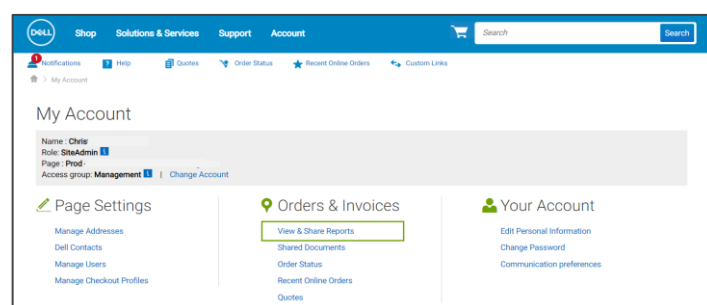 DELL Shop Solutions & Services Support Account Search Search
1 Notifications ? Help Quotes Order Status Recent Online Orders Custom Links
> My Account
My Account
Name : Chris
Role: SiteAdmin i
Page : Prod -
Access group: Management i | Change Account
Page Settings
Manage Addresses
Dell Contacts
Manage Users
Manage Checkout Profiles
Orders & Invoices
View & Share Reports
Shared Documents
Order Status
Recent Online Orders
Quotes
Your Account
Edit Personal Information
Change Password
Communication preferences